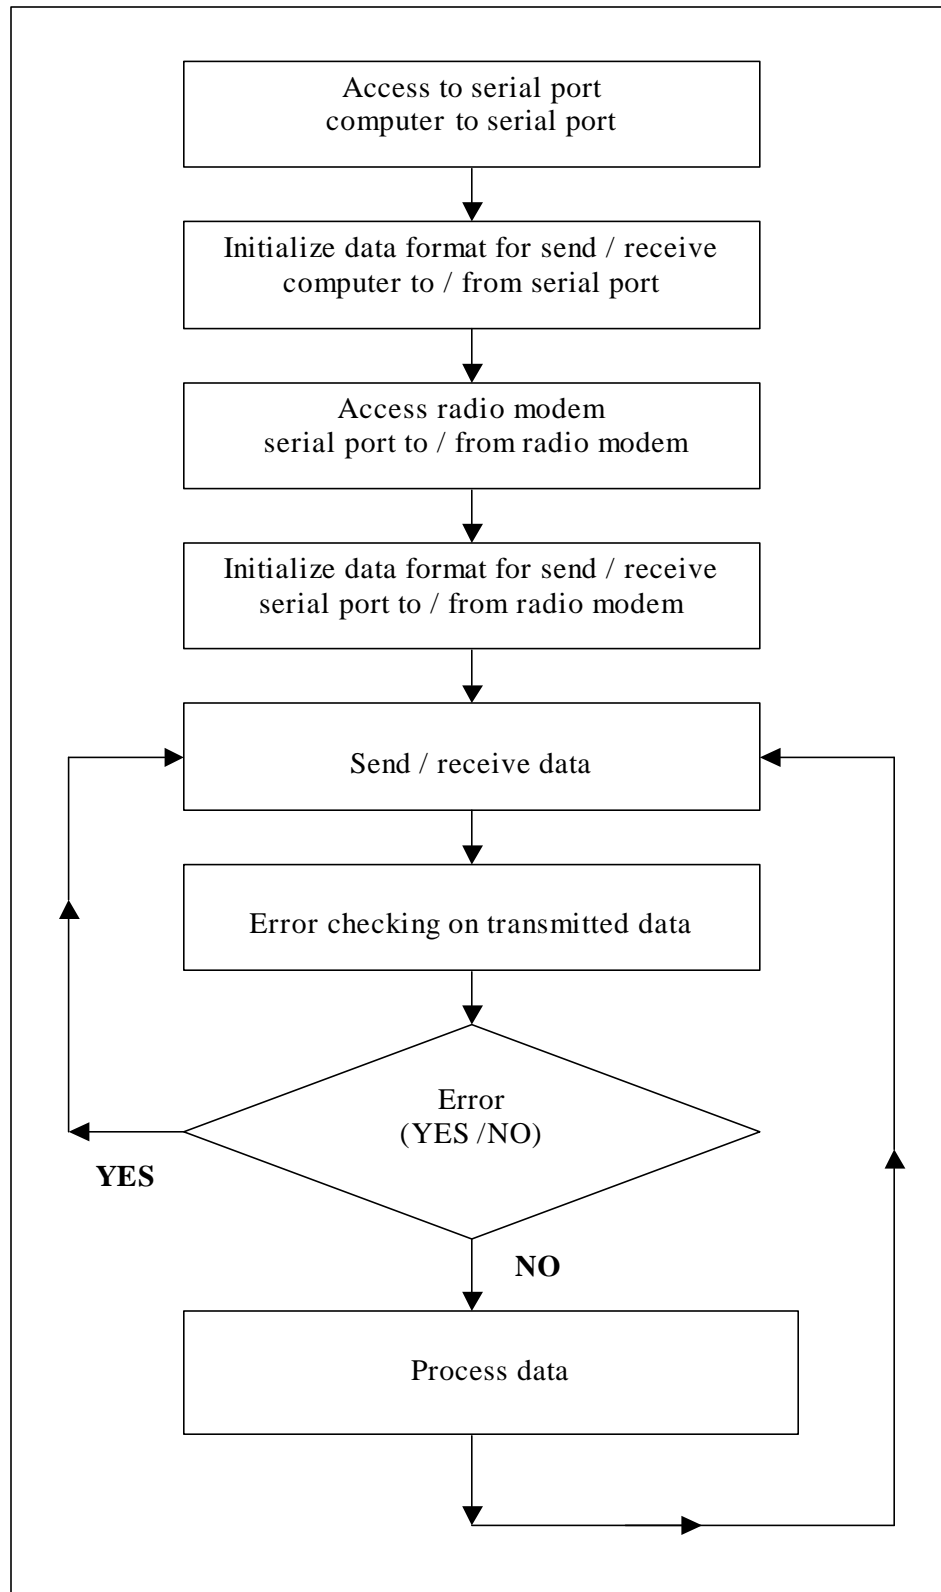 Access to serial port
computer to serial port
Initialize data format for send / receive
computer to / from serial port
Access radio modem
serial port to / from radio modem
Initialize data format for send / receive
serial port to / from radio modem
Send / receive data
Error checking on transmitted data
Error
(YES /NO)
YES
NO
Process data